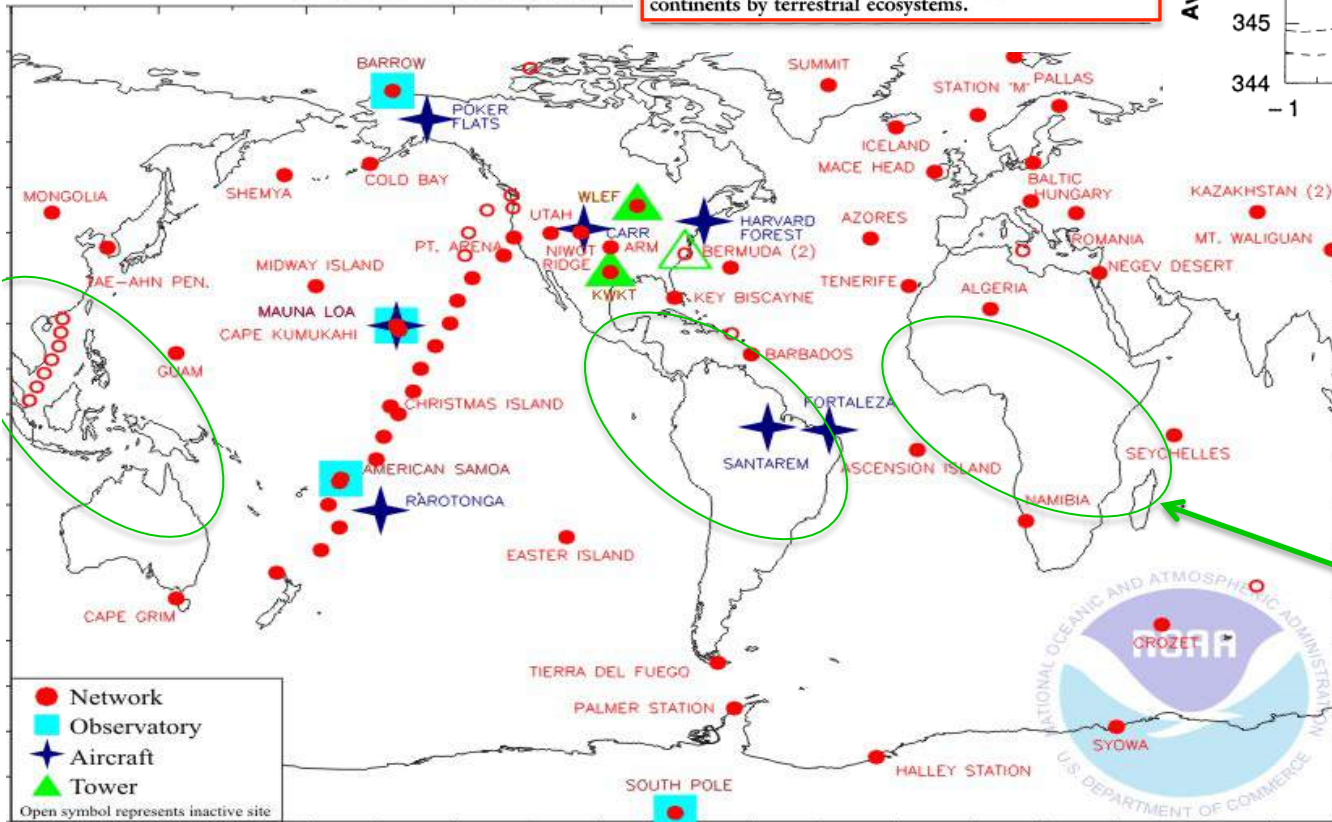 continents by terrestrial ecosystems.
Av
345
344
−1
BARROW
POKER
FLATS
SUMMIT
STATION "M"
PALLAS
ICELAND
MACE HEAD
BALTIC
HUNGARY
KAZAKHSTAN (2)
MONGOLIA
SHEMYA
COLD BAY
WLEF
UTAH
CARR
HARVARD
FOREST
AZORES
ROMANIA
MT. WALIGUAN
PT. ARENA
NIWOT
RIDGE
ARM
BERMUDA (2)
NEGEV DESERT
TAE−AHN PEN.
MIDWAY ISLAND
KWKT
KEY BISCAYNE
TENERIFE
ALGERIA
MAUNA LOA
CAPE KUMUKAHI
GUAM
BARBADOS
CHRISTMAS ISLAND
FORTALEZA
SANTAREM
ASCENSION ISLAND
SEYCHELLES
AMERICAN SAMOA
RAROTONGA
NAMIBIA
EASTER ISLAND
CAPE GRIM
NATIONAL OCEANIC AND ATMOSPHERIC ADMINISTRATION
NOAA
CROZET
TIERRA DEL FUEGO
PALMER STATION
SYOWA
HALLEY STATION
U.S. DEPARTMENT OF COMMERCE
SOUTH POLE
Network
Observatory
Aircraft
Tower
Open symbol represents inactive site